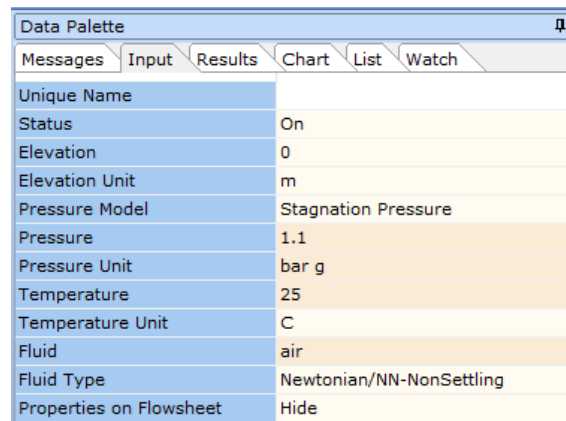 Data Palette
Messages Input Results Chart List Watch
Unique Name
Status On
Elevation 0
Elevation Unit m
Pressure Model Stagnation Pressure
Pressure 1.1
Pressure Unit bar g
Temperature 25
Temperature Unit C
Fluid air
Fluid Type Newtonian/NN-NonSettling
Properties on Flowsheet Hide